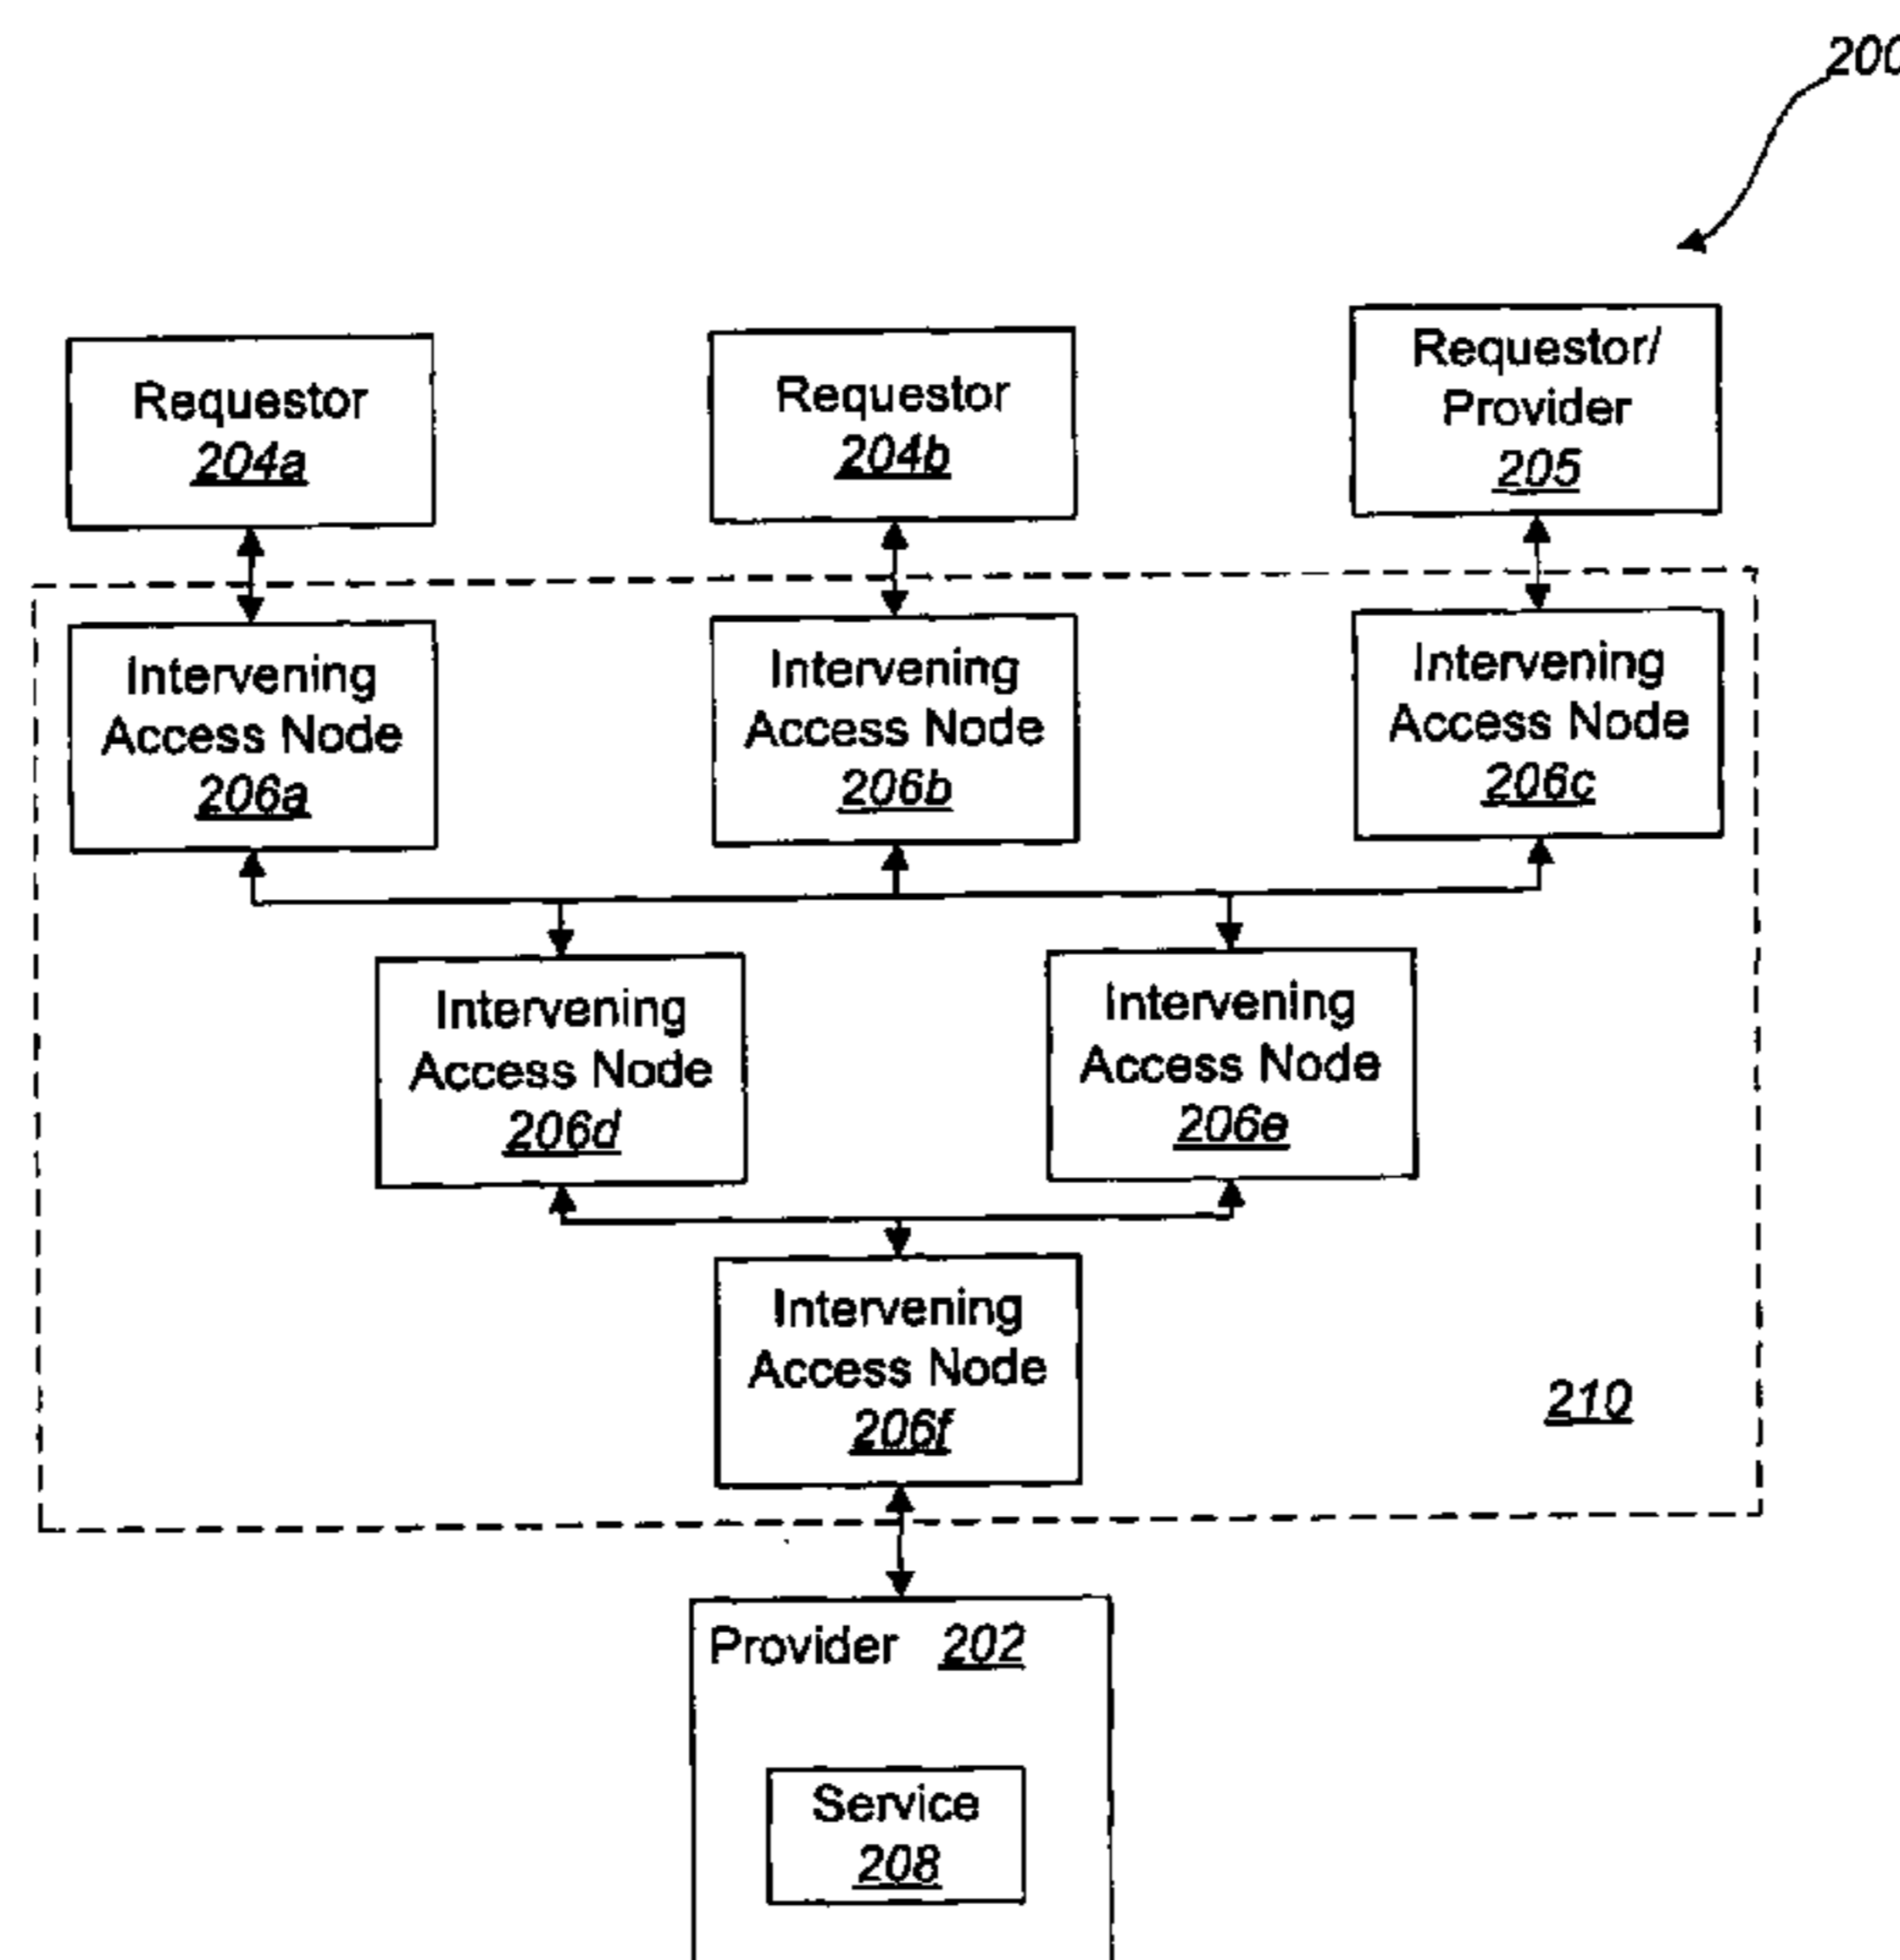 200
Requestor
204a
Requestor
204b
Requestor/
Provider
205
Intervening
Access Node
206a
Intervening
Access Node
206b
Intervening
Access Node
206c
Intervening
Access Node
206d
Intervening
Access Node
206e
Intervening
Access Node
206f
210
Provider 202
Service
208